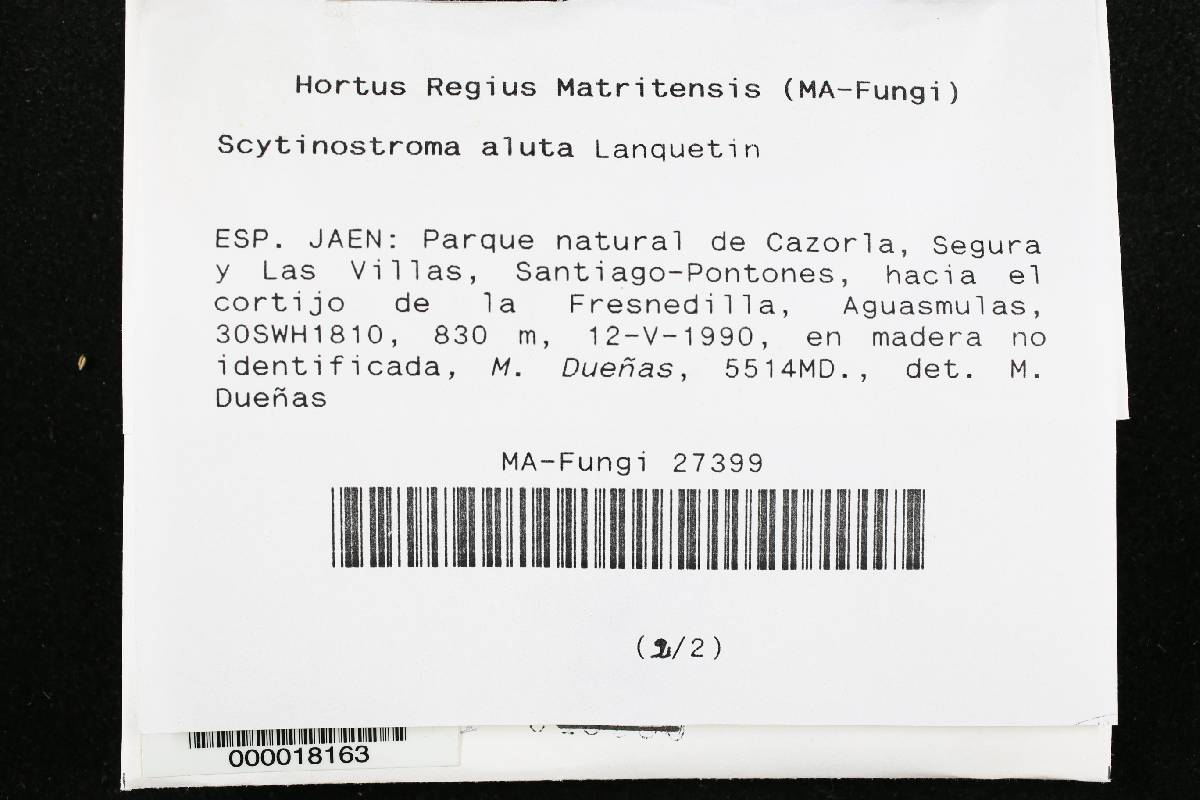 Hortus Regius Matritensis (MA-Fungi)
Scytinostroma aluta Lanquetin
ESP. JAEN: Parque natural de Cazorla, Segura
y Las Villas, Santiago-Pontones, hacia el
cortijo de la Fresnedilla, Aguasmulas,
30SWH1810, 830 m, 12-V-1990, en madera no
identificada, M. Dueñas, 5514MD., det. M.
Dueñas
MA-Fungi 27399
(2/2)
000018163